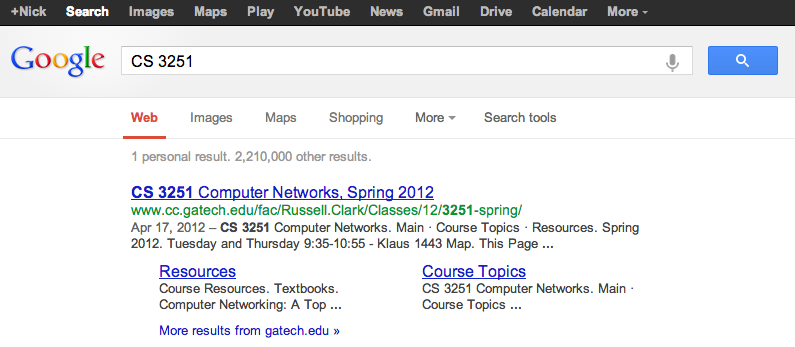 +Nick Search Images Maps Play YouTube News Gmail Drive Calendar More
Google CS 3251
Web Images Maps Shopping More Search tools
1 personal result. 2,210,000 other results.
CS 3251 Computer Networks, Spring 2012
www.cc.gatech.edu/fac/Russell.Clark/Classes/12/3251-spring/
Apr 17, 2012 – CS 3251 Computer Networks. Main · Course Topics · Resources. Spring
2012. Tuesday and Thursday 9:35-10:55 - Klaus 1443 Map. This Page ...
Resources
Course Resources. Textbooks.
Computer Networking: A Top ...
Course Topics
CS 3251 Computer Networks. Main ·
Course Topics ...
More results from gatech.edu »